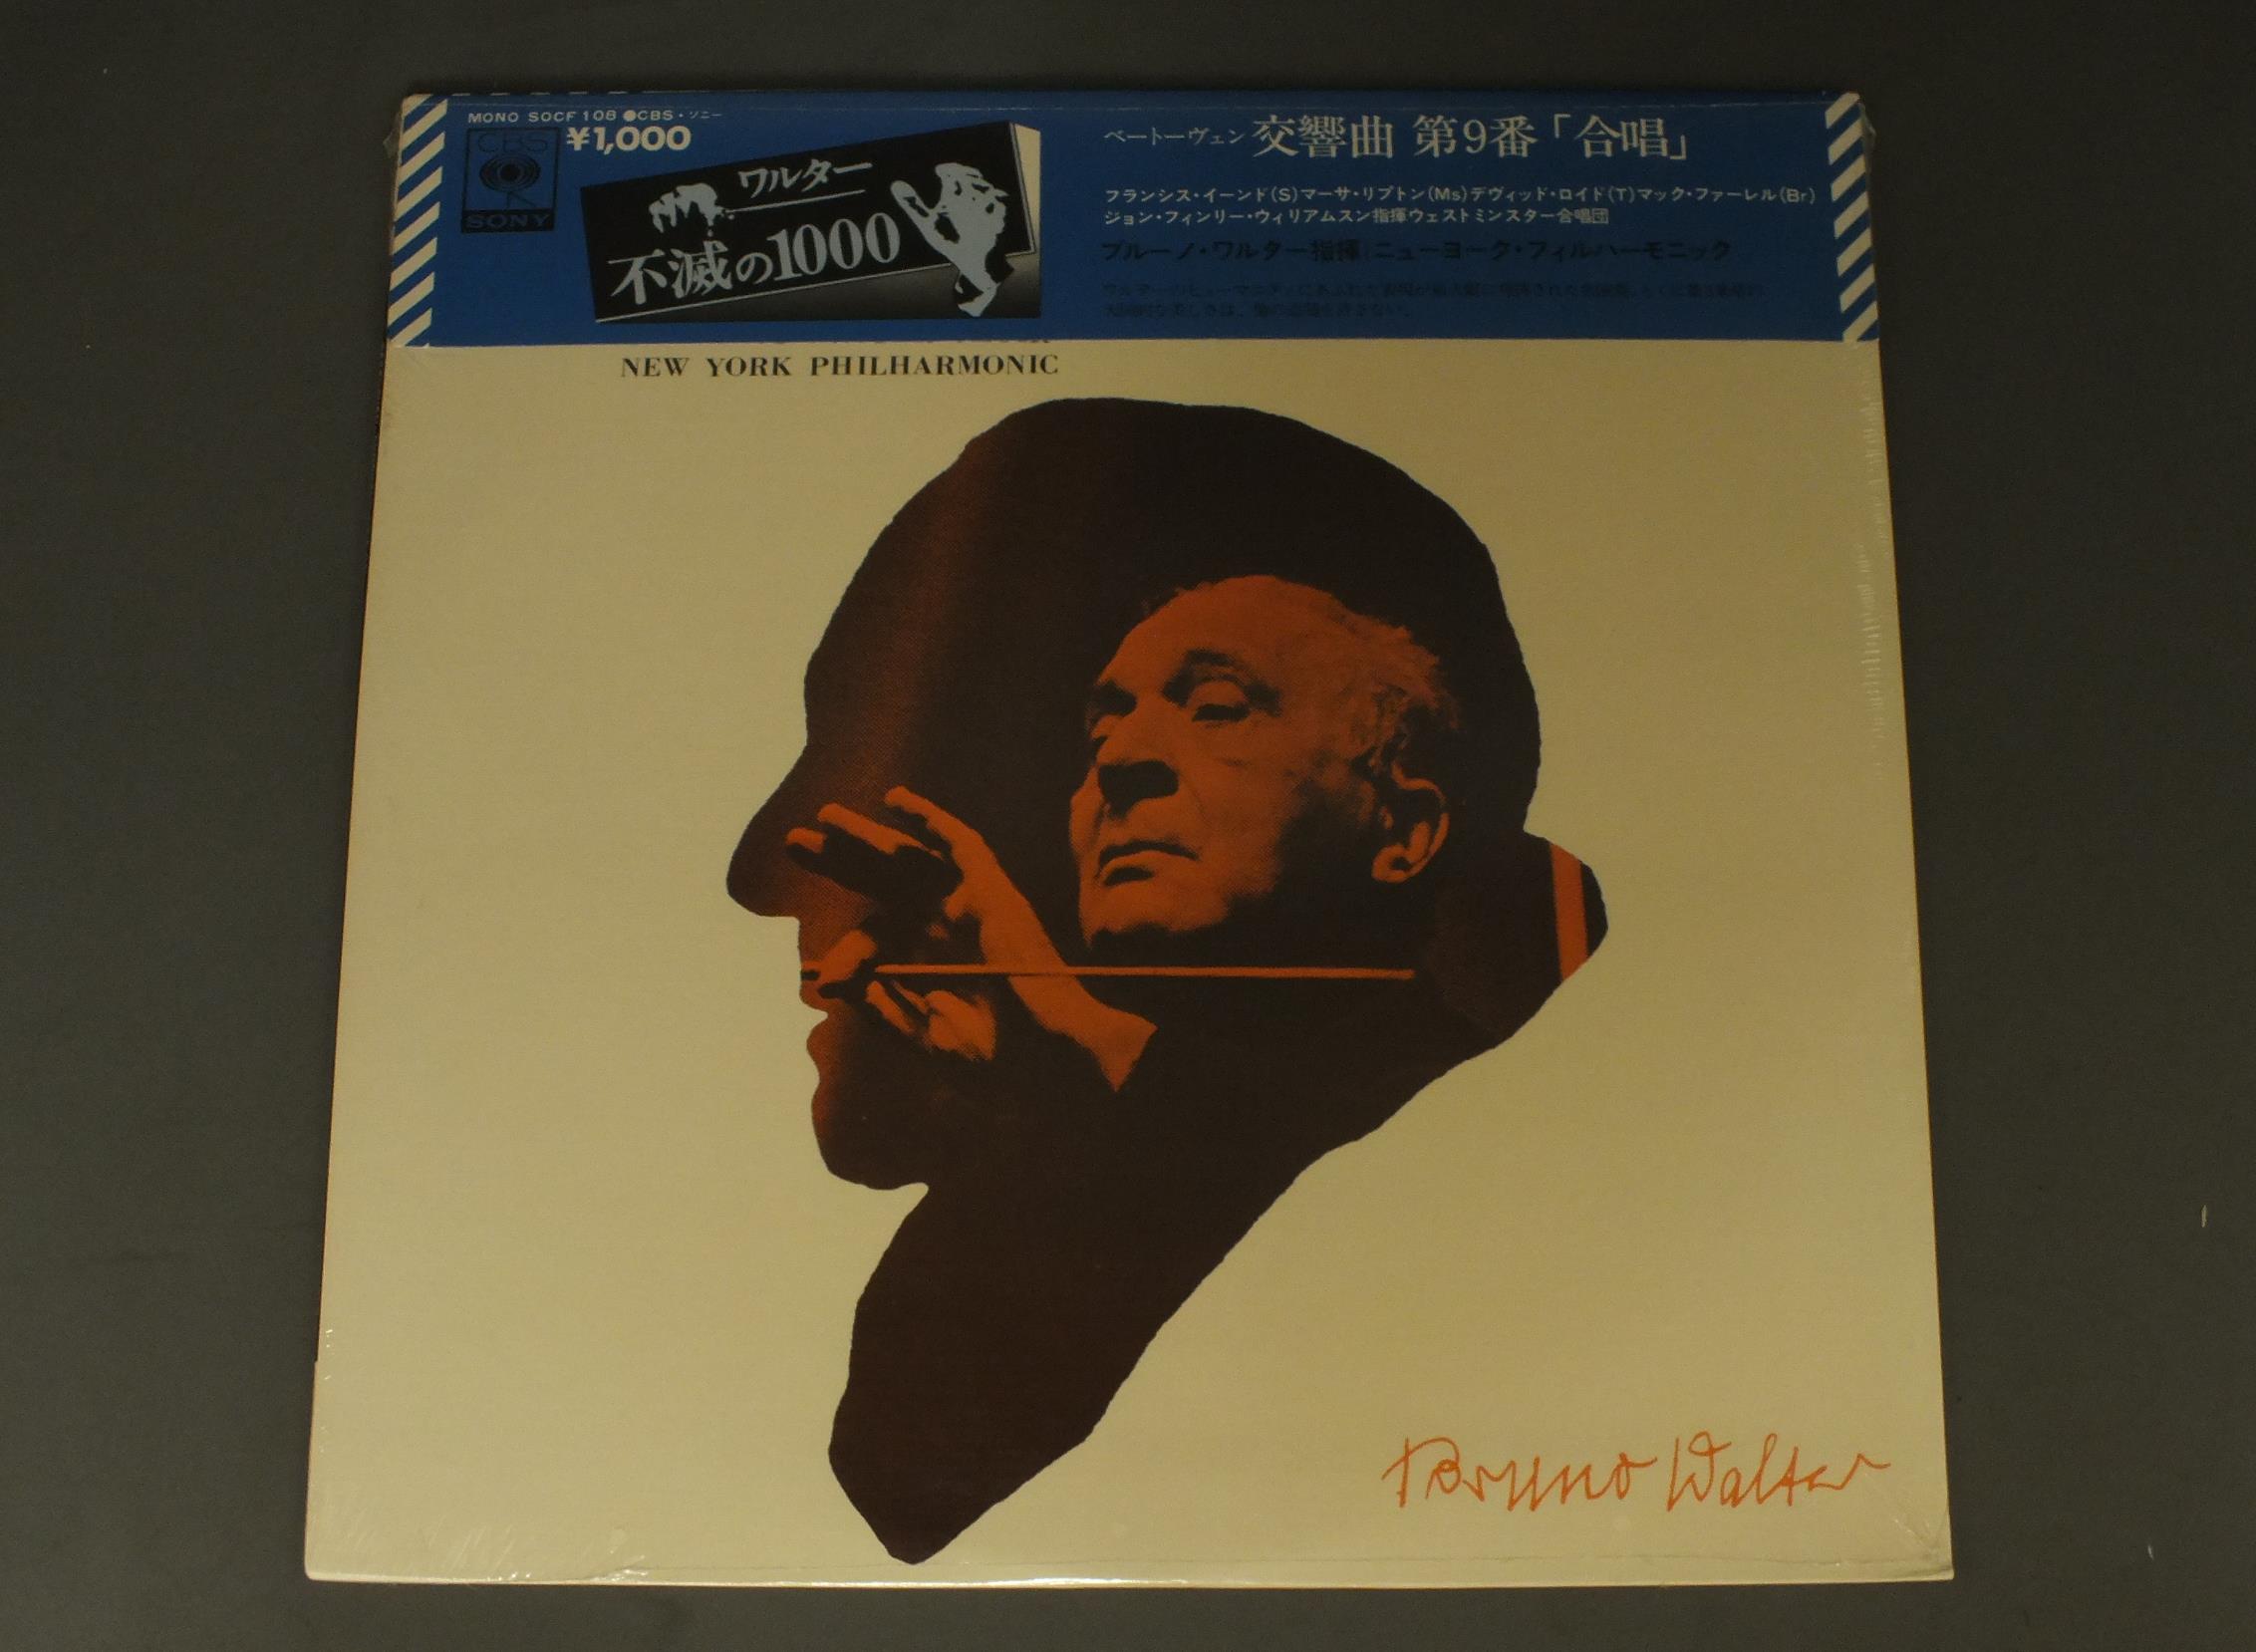 MONO SOCF 108 ●CBS・ソニー
¥1,000
CBS
SONY
ワルター
不滅の1000
ベートーヴェン 交響曲 第9番「合唱」
フランシス・イーンド(S)マーサ・リプトン(Ms)デヴィッド・ロイド(T)マック・ファーレル(Br)
ジョン・フィンリー・ウィリアムスン指揮ウェストミンスター合唱団
ブルーノ・ワルター指揮 ニューヨーク・フィルハーモニック
NEW YORK PHILHARMONIC
Bruno Walter